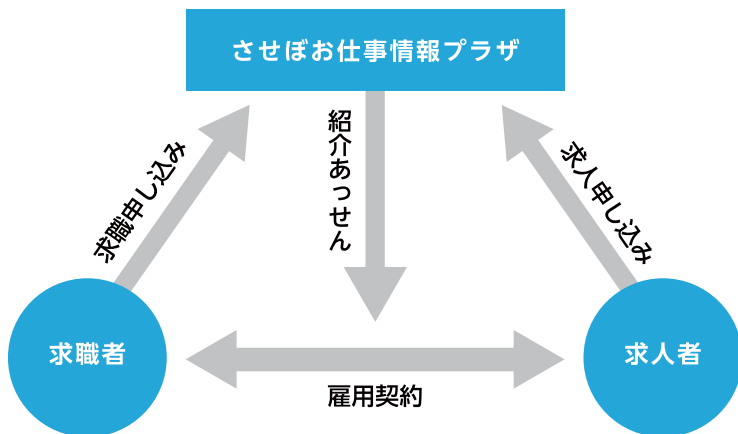 させぼお仕事情報プラザ
求職申し込み
紹介あっせん
求人申し込み
求職者
求人者
雇用契約